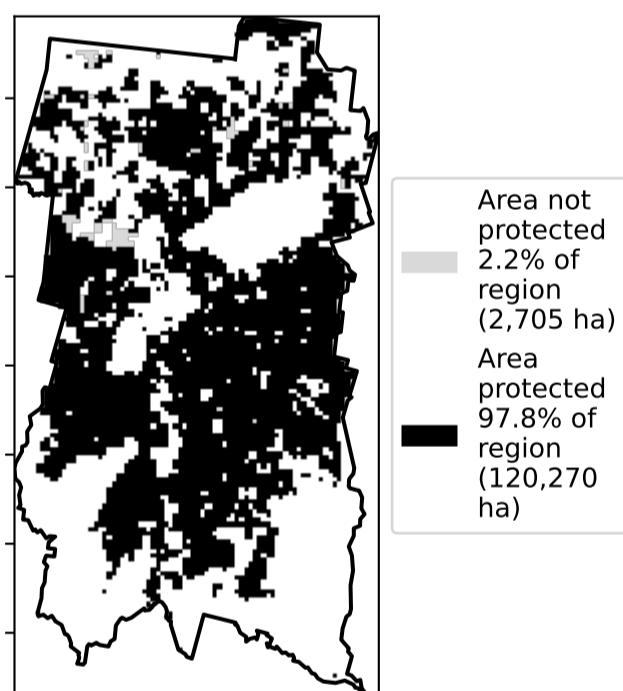 Area not
protected
2.2% of
region
(2,705 ha)
Area
protected
97.8% of
region
(120,270
ha)